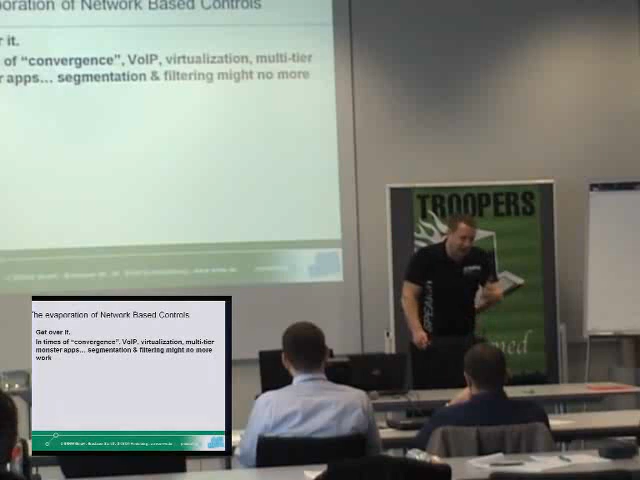 poration of Network Based Controls
r it.
of “convergence”, VoIP, virtualization, multi-tier
r apps… segmentation & filtering might no more
TROOPERS
med
The evaporation of Network Based Controls
Get over it.
In times of “convergence”, VoIP, virtualization, multi-tier
monster apps… segmentation & filtering might no more
work